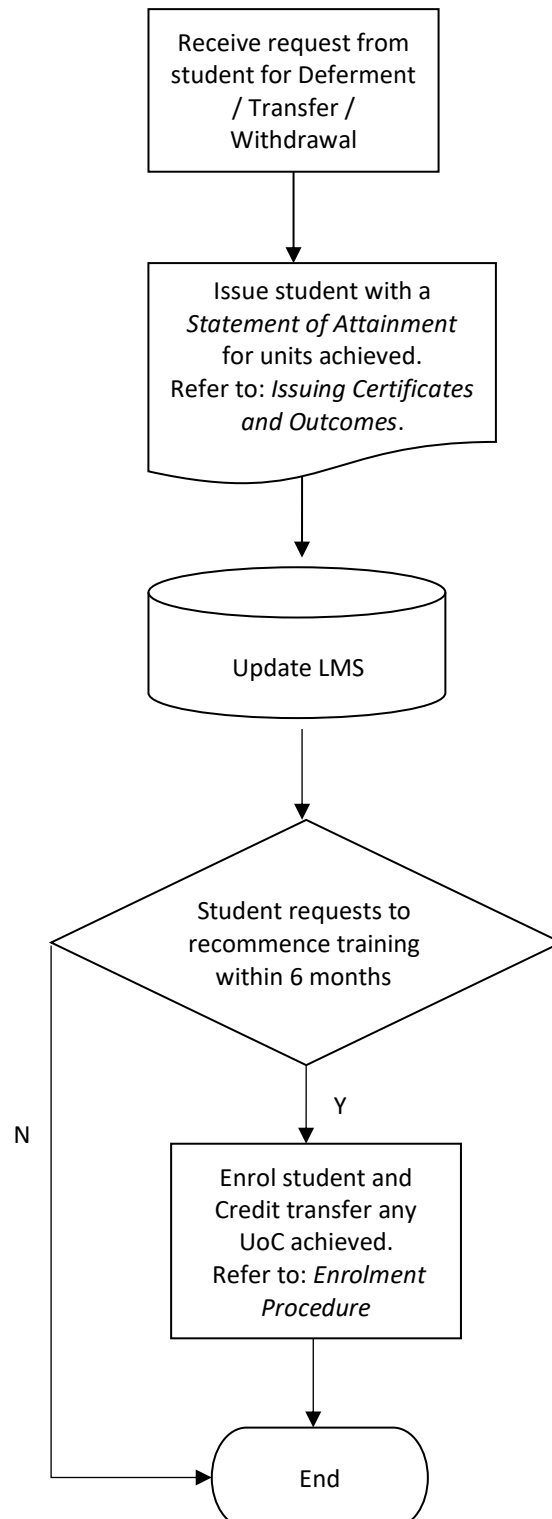 Receive request from
student for Deferment
/ Transfer /
Withdrawal
Issue student with a
Statement of Attainment
for units achieved.
Refer to: Issuing Certificates
and Outcomes.
Update LMS
Student requests to
recommence training
within 6 months
N
Y
Enrol student and
Credit transfer any
UoC achieved.
Refer to: Enrolment
Procedure
End